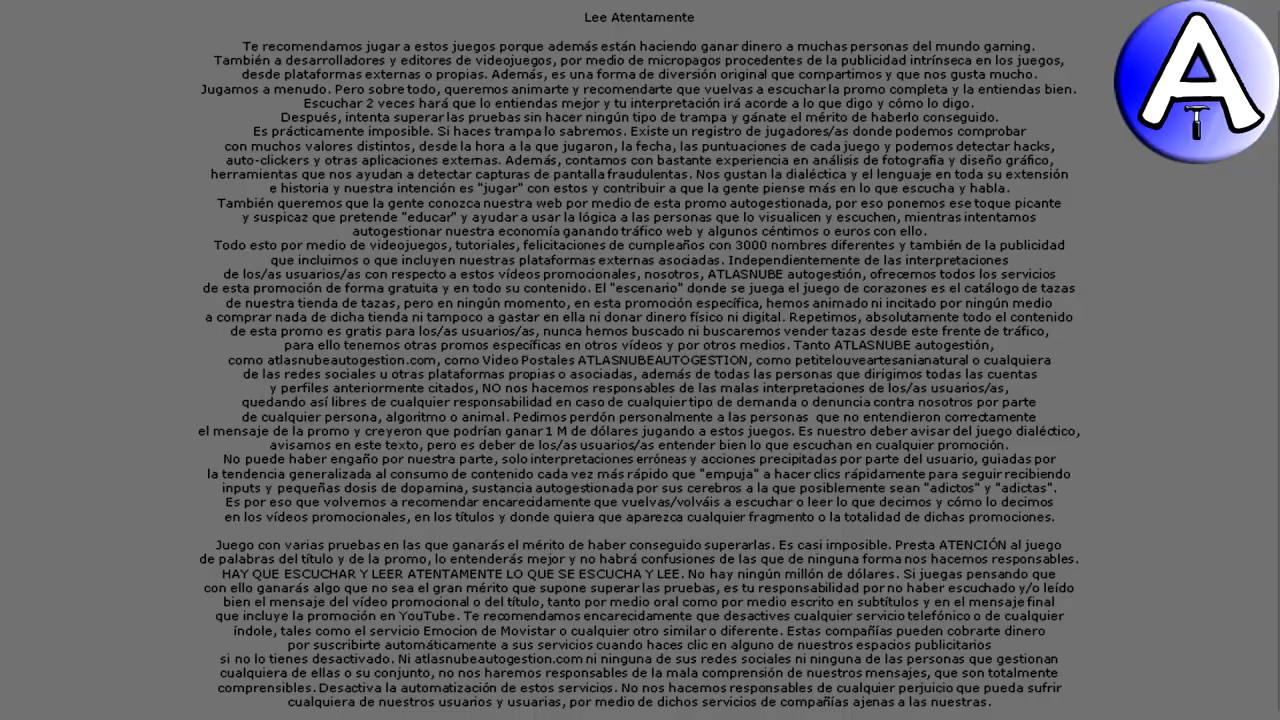 Lee Atentamente
Te recomendamos jugar a estos juegos porque además están haciendo ganar dinero a muchas personas del mundo gaming.
También a desarrolladores y editores de videojuegos, por medio de micropagos procedentes de la publicidad intrínseca en los juegos,
desde plataformas externas o propias. Además, es una forma de diversión original que compartimos y que nos gusta mucho.
Jugamos a menudo. Pero sobre todo, queremos animarte y recomendarte que vuelvas a escuchar la promo completa y la entiendas bien.
Escuchar 2 veces hará que lo entiendas mejor y tu interpretación irá acorde a lo que digo y cómo lo digo.
Después, intenta superar las pruebas sin hacer ningún tipo de trampa y gánate el mérito de haberlo conseguido.
Es prácticamente imposible. Si haces trampa lo sabremos. Existe un registro de jugadores/as donde podemos comprobar
con muchos valores distintos, desde la hora a la que jugaron, la fecha, las puntuaciones de cada juego y podemos detectar hacks,
auto-clickers y otras aplicaciones externas. Además, contamos con bastante experiencia en análisis de fotografía y diseño gráfico,
herramientas que nos ayudan a detectar capturas de pantalla fraudulentas. Nos gustan la dialéctica y el lenguaje en toda su extensión
e historia y nuestra intención es "jugar" con estos y contribuir a que la gente piense más en lo que escucha y habla.
También queremos que la gente conozca nuestra web por medio de esta promo autogestionada, por eso ponemos ese toque picante
y suspicaz que pretende "educar" y ayudar a usar la lógica a las personas que lo visualicen y escuchen, mientras intentamos
autogestionar nuestra economía ganando tráfico web y algunos céntimos o euros con ello.
Todo esto por medio de videojuegos, tutoriales, felicitaciones de cumpleaños con 3000 nombres diferentes y también de la publicidad
que incluimos o que incluyen nuestras plataformas externas asociadas. Independientemente de las interpretaciones
de los/as usuarios/as con respecto a estos vídeos promocionales, nosotros, ATLASNUBE autogestión, ofrecemos todos los servicios
de esta promoción de forma gratuita y en todo su contenido. El "escenario" donde se juega el juego de corazones es el catálogo de tazas
de nuestra tienda de tazas, pero en ningún momento, en esta promoción específica, hemos animado ni incitado por ningún medio
a comprar nada de dicha tienda ni tampoco a gastar en ella ni donar dinero físico ni digital. Repetimos, absolutamente todo el contenido
de esta promo es gratis para los/as usuarios/as, nunca hemos buscado ni buscaremos vender tazas desde este frente de tráfico,
para ello tenemos otras promos específicas en otros vídeos y por otros medios. Tanto ATLASNUBE autogestión,
como atlasnubeautogestion.com, como Video Postales ATLASNUBEAUTOGESTION, como petitelouveartesanianatural o cualquiera
de las redes sociales u otras plataformas propias o asociadas, además de todas las personas que dirigimos todas las cuentas
y perfiles anteriormente citados, NO nos hacemos responsables de las malas interpretaciones de los/as usuarios/as,
quedando así libres de cualquier responsabilidad en caso de cualquier tipo de demanda o denuncia contra nosotros por parte
de cualquier persona, algoritmo o animal. Pedimos perdón personalmente a las personas que no entendieron correctamente
el mensaje de la promo y creyeron que podrían ganar 1 M de dólares jugando a estos juegos. Es nuestro deber avisar del juego dialéctico,
avisamos en este texto, pero es deber de los/as usuarios/as entender bien lo que escuchan en cualquier promoción.
No puede haber engaño por nuestra parte, solo interpretaciones erróneas y acciones precipitadas por parte del usuario, guiadas por
la tendencia generalizada al consumo de contenido cada vez más rápido que "empuja" a hacer clics rápidamente para seguir recibiendo
inputs y pequeñas dosis de dopamina, sustancia autogestionada por sus cerebros a la que posiblemente sean "adictos" y "adictas".
Es por eso que volvemos a recomendar encarecidamente que vuelvas/volváis a escuchar o leer lo que decimos y cómo lo decimos
en los vídeos promocionales, en los títulos y donde quiera que aparezca cualquier fragmento o la totalidad de dichas promociones.
Juego con varias pruebas en las que ganarás el mérito de haber conseguido superarlas. Es casi imposible. Presta ATENCIÓN al juego
de palabras del título y de la promo, lo entenderás mejor y no habrá confusiones de las que de ninguna forma nos hacemos responsables.
HAY QUE ESCUCHAR Y LEER ATENTAMENTE LO QUE SE ESCUCHA Y LEE. No hay ningún millón de dólares. Si juegas pensando que
con ello ganarás algo que no sea el gran mérito que supone superar las pruebas, es tu responsabilidad por no haber escuchado y/o leído
bien el mensaje del vídeo promocional o del título, tanto por medio oral como por medio escrito en subtítulos y en el mensaje final
que incluye la promoción en YouTube. Te recomendamos encarecidamente que desactives cualquier servicio telefónico o de cualquier
índole, tales como el servicio Emocion de Movistar o cualquier otro similar o diferente. Estas compañías pueden cobrarte dinero
por suscribirte automáticamente a sus servicios cuando haces clic en alguno de nuestros espacios publicitarios
si no lo tienes desactivado. Ni atlasnubeautogestion.com ni ninguna de sus redes sociales ni ninguna de las personas que gestionan
cualquiera de ellas o su conjunto, no nos haremos responsables de la mala comprensión de nuestros mensajes, que son totalmente
comprensibles. Desactiva la automatización de estos servicios. No nos hacemos responsables de cualquier perjuicio que pueda sufrir
cualquiera de nuestros usuarios y usuarias, por medio de dichos servicios de compañías ajenas a las nuestras.
A